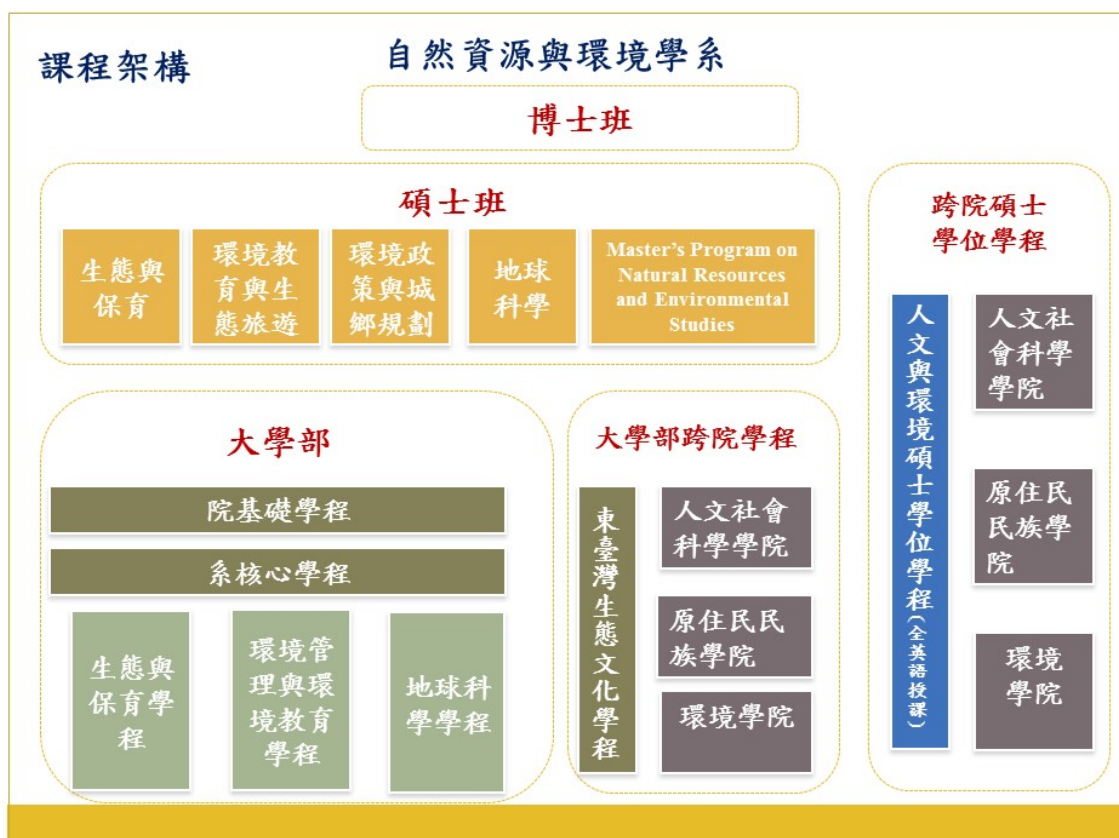 課程架構
自然資源與環境學系
博士班
碩士班
生態與
保育
環境教
育與生
態旅遊
環境政
策與城
鄉規劃
地球
科學
Master's Program on
Natural Resources
and Environmental
Studies
跨院碩士
學位學程
人文與環境碩士學位學程(全英語授課)
人文社
會科學
學院
原住民
民族學
院
環境
學院
大學部
院基礎學程
系核心學程
生態與
保育學
程
環境管
理與環
境教育
學程
地球科
學學程
大學部跨院學程
東臺灣生態文化學程
人文社會
科學學院
原住民民
族學院
環境學院